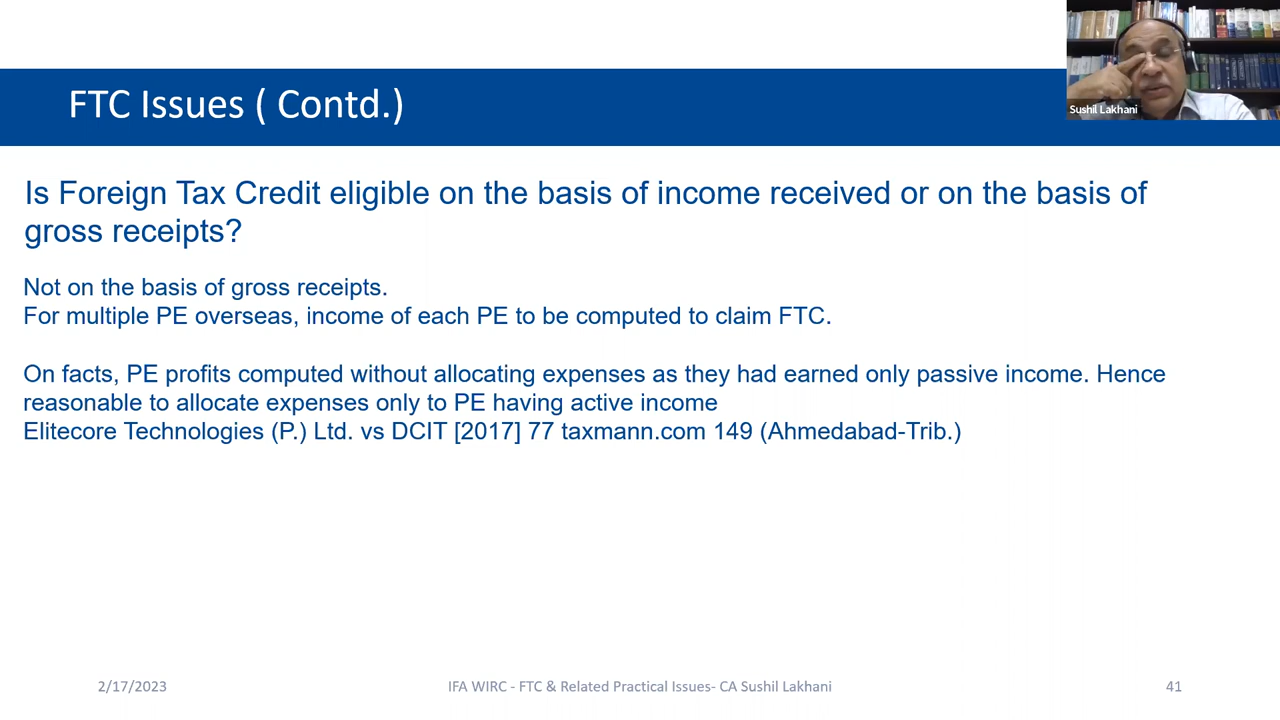 FTC Issues ( Contd.)
Sushil Lakhani
Is Foreign Tax Credit eligible on the basis of income received or on the basis of
gross receipts?
Not on the basis of gross receipts.
For multiple PE overseas, income of each PE to be computed to claim FTC.
On facts, PE profits computed without allocating expenses as they had earned only passive income. Hence
reasonable to allocate expenses only to PE having active income
Elitecore Technologies (P.) Ltd. vs DCIT [2017] 77 taxmann.com 149 (Ahmedabad-Trib.)
2/17/2023
IFA WIRC - FTC & Related Practical Issues- CA Sushil Lakhani
41